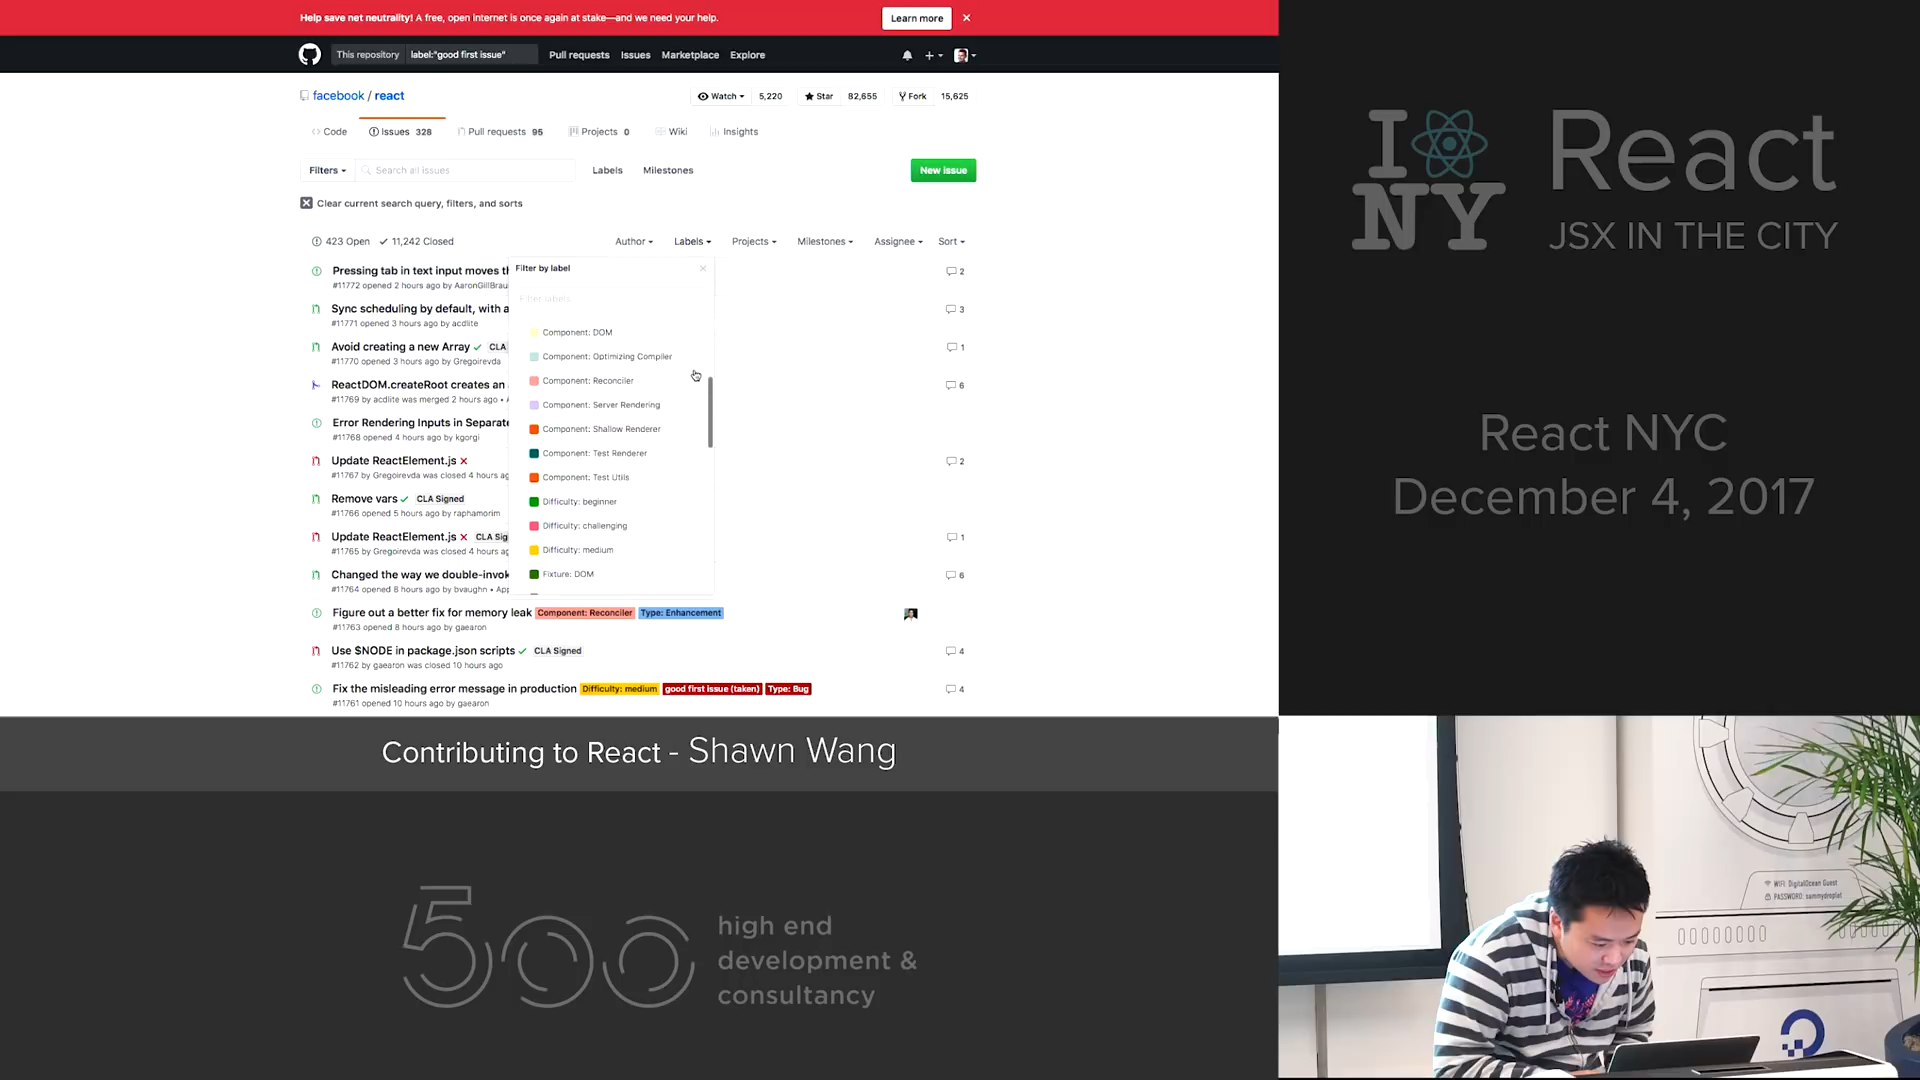 Help save net neutrality! A free, open internet is once again at stake—and we need your help.
Learn more
This repository
label:"good first issue"
Pull requests
Issues
Marketplace
Explore
facebook / react
Watch
5,220
Star
82,655
Fork
15,625
Code
Issues 328
Pull requests 95
Projects 0
Wiki
Insights
Filters
Search all issues
Labels
Milestones
New issue
Clear current search query, filters, and sorts
423 Open
11,242 Closed
Author
Labels
Projects
Milestones
Assignee
Sort
Filter by label
Filter labels
Component: DOM
Component: Optimizing Compiler
Component: Reconciler
Component: Server Rendering
Component: Shallow Renderer
Component: Test Renderer
Component: Test Utils
Difficulty: beginner
Difficulty: challenging
Difficulty: medium
Fixture: DOM
Pressing tab in text input moves
2
#11772 opened 2 hours ago by AaronGillBrau
Sync scheduling by default, with a
3
#11771 opened 3 hours ago by acdlite
Avoid creating a new Array
CLA
1
#11770 opened 3 hours ago by Gregoirevda
ReactDOM.createRoot creates an
6
#11769 by acdlite was merged 2 hours ago •
Error Rendering Inputs in Separate
#11768 opened 4 hours ago by kgorgi
Update ReactElement.js
2
#11767 by Gregoirevda was closed 4 hours ag
Remove vars
CLA Signed
#11766 opened 5 hours ago by raphamorim
Update ReactElement.js
CLA Sig
1
#11765 by Gregoirevda was closed 4 hours ag
Changed the way we double-invok
6
#11764 opened 8 hours ago by bvaughn • App
Figure out a better fix for memory leak
Component: Reconciler
Type: Enhancement
#11763 opened 8 hours ago by gaearon
Use $NODE in package.json scripts
CLA Signed
4
#11762 by gaearon was closed 10 hours ago
Fix the misleading error message in production
Difficulty: medium
good first issue (taken)
Type: Bug
4
#11761 opened 10 hours ago by gaearon
I
NY
React
JSX IN THE CITY
React NYC
December 4, 2017
Contributing to React - Shawn Wang
500
high end
development &
consultancy
WIFI: DigitalOcean Guest
PASSWORD: sammydroplet